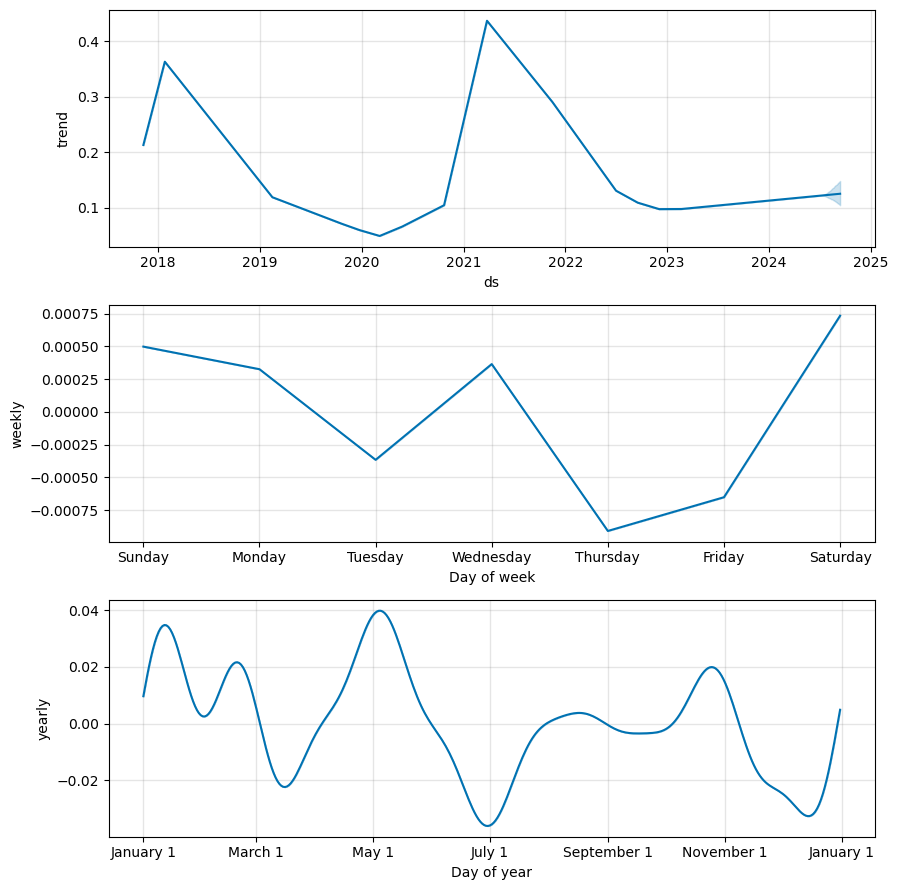 0.4
0.3
0.2
0.1
trend
2018 2019 2020 2021 2022 2023 2024 2025
ds
0.00075
0.00050
0.00025
0.00000
−0.00025
−0.00050
−0.00075
weekly
Sunday Monday Tuesday Wednesday Thursday Friday Saturday
Day of week
0.04
0.02
0.00
−0.02
yearly
January 1 March 1 May 1 July 1 September 1 November 1 January 1
Day of year